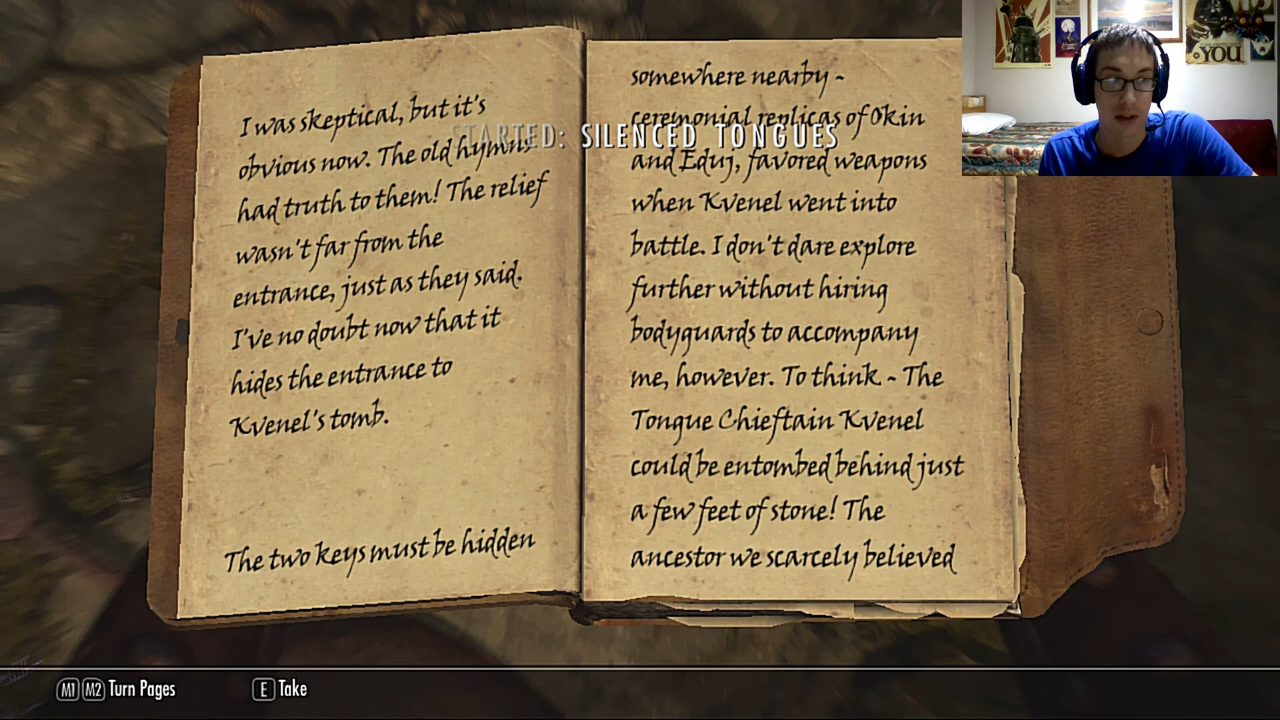 I was skeptical, but it's
obvious now. The old hymns
had truth to them! The relief
wasn't far from the
entrance, just as they said.
I've no doubt now that it
hides the entrance to
Kvenel's tomb.
The two keys must be hidden
somewhere nearby -
ceremonial replicas of Okin
and Eduj, favored weapons
when Kvenel went into
battle. I don't dare explore
further without hiring
bodyguards to accompany
me, however. To think - The
Tongue Chieftain Kvenel
could be entombed behind just
a few feet of stone! The
ancestor we scarcely believed
STARTED: SILENCED TONGUES
YOU
M1 M2 Turn Pages
E Take